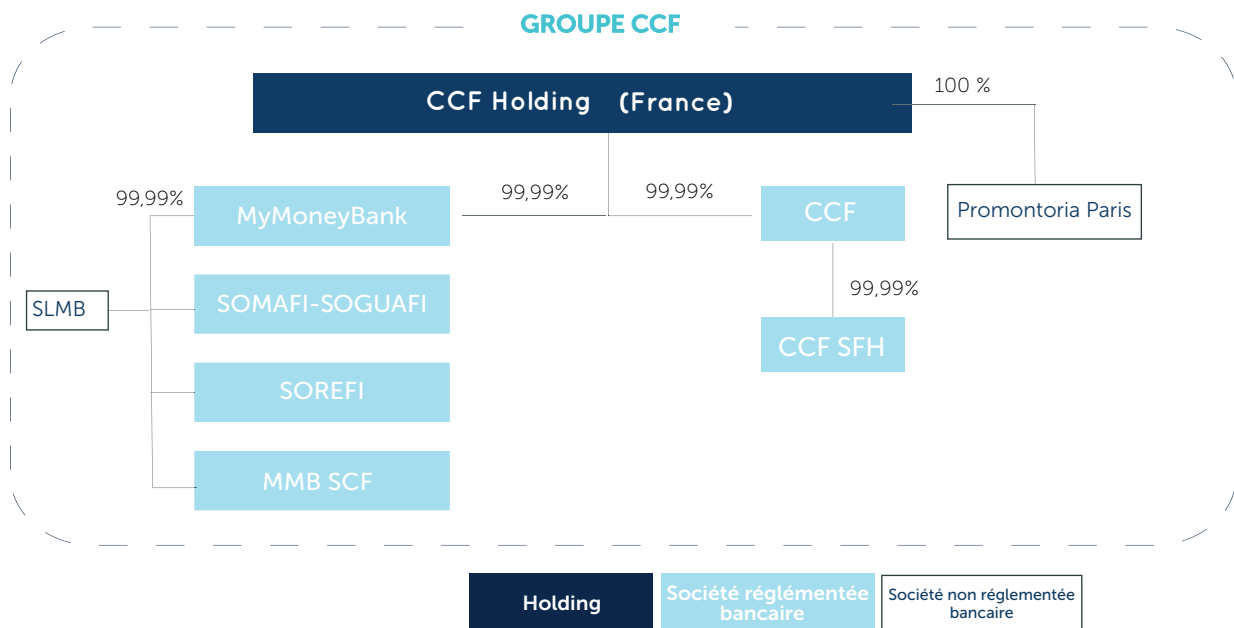 GROUPE CCF
CCF Holding (France)
100 %
99,99%
99,99%
99,99%
MyMoneyBank
CCF
Promontoria Paris
SLMB
SOMAFI-SOGUAFI
99,99%
CCF SFH
SOREFI
MMB SCF
Holding
Société réglémentée
bancaire
Société non réglementée
bancaire